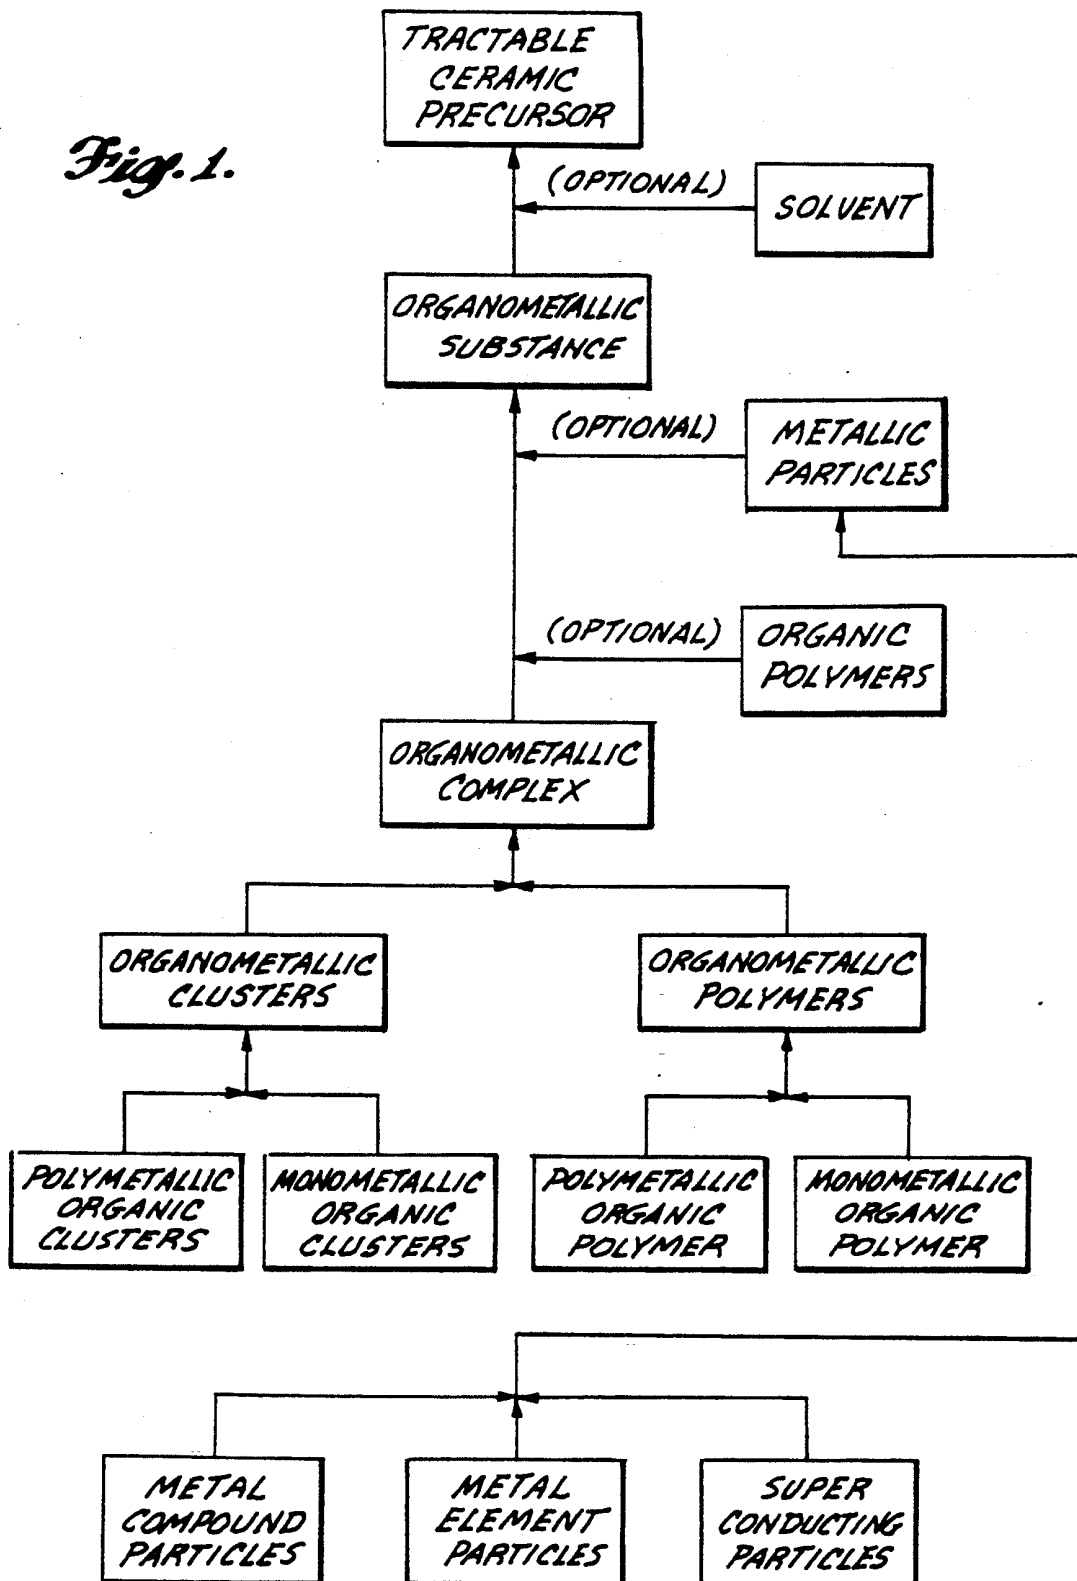 TRACTABLE
CERAMIC
PRECURSOR
Fig. 1.
(OPTIONAL)
SOLVENT
ORGANOMETALLIC
SUBSTANCE
(OPTIONAL)
METALLIC
PARTICLES
(OPTIONAL)
ORGANIC
POLYMERS
ORGANOMETALLIC
COMPLEX
ORGANOMETALLIC
CLUSTERS
ORGANOMETALLIC
POLYMERS
POLYMETALLIC
ORGANIC
CLUSTERS
MONOMETALLIC
ORGANIC
CLUSTERS
POLYMETALLIC
ORGANIC
POLYMER
MONOMETALLIC
ORGANIC
POLYMER
METAL
COMPOUND
PARTICLES
METAL
ELEMENT
PARTICLES
SUPER
CONDUCTING
PARTICLES